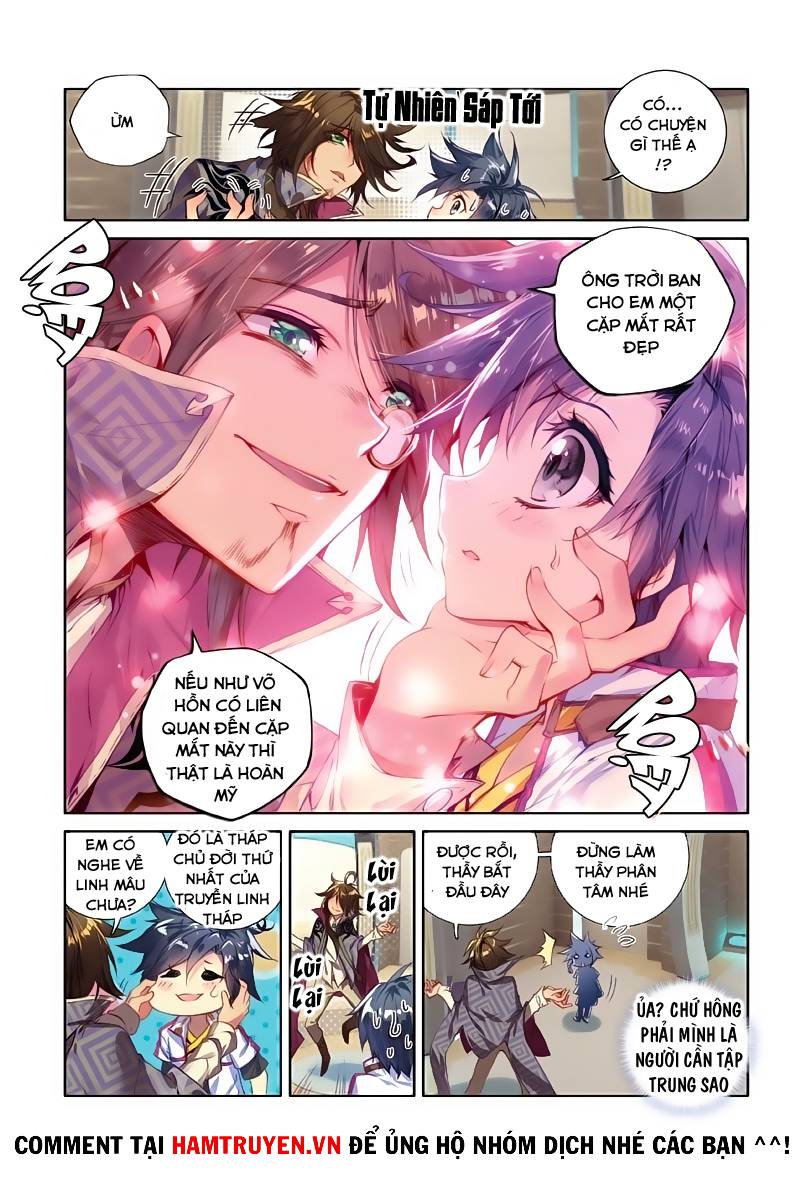 ỪM
Tự Nhiên Sáp Tới
CÓ...
CÓ CHUYỆN
GÌ THẾ Ạ
!?
ÔNG TRỜI BAN
CHO EM MỘT
CẶP MẮT RẤT
ĐẸP
NẾU NHƯ VÕ
HỒN CÓ LIÊN
QUAN ĐẾN CẶP
MẮT NÀY THÌ
THẬT LÀ HOÀN
MỸ
EM CÓ
NGHE VỀ
LINH MÂU
CHƯA?
ĐÓ LÀ THÁP
CHỦ ĐỜI THỨ
NHẤT CỦA
TRUYỀN LINH
THÁP
Lùi
Lại
Lùi
Lại
ĐƯỢC RỒI,
THẦY BẮT
ĐẦU ĐÂY
ĐỪNG LÀM
THẦY PHÂN
TÂM NHÉ
ỦA? CHỨ HÔNG
PHẢI MÌNH LÀ
NGƯỜI CẦN TẬP
TRUNG SAO
COMMENT TẠI HAMTRUYEN.VN ĐỂ ỦNG HỘ NHÓM DỊCH NHÉ CÁC BẠN ^^!